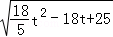 √(18/5 t² − 18t+25)